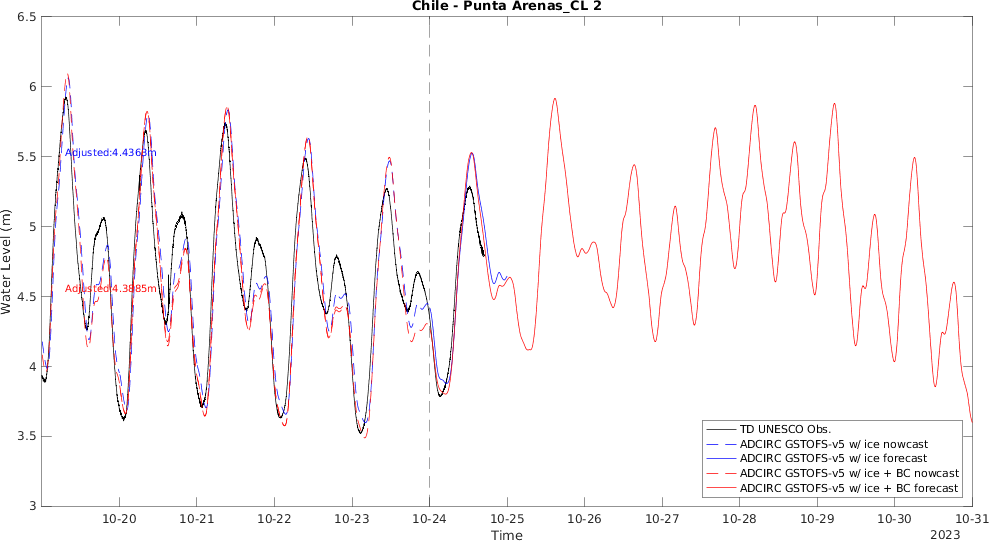 Chile - Punta Arenas_CL 2
6.5
6
5.5
5
4.5
4
3.5
3
Water Level (m)
Adjusted:4.4363m
Adjusted:4.3885m
TD UNESCO Obs.
ADCIRC GSTOFS-v5 w/ ice nowcast
ADCIRC GSTOFS-v5 w/ ice forecast
ADCIRC GSTOFS-v5 w/ ice + BC nowcast
ADCIRC GSTOFS-v5 w/ ice + BC forecast
10-20 10-21 10-22 10-23 10-24 10-25 10-26 10-27 10-28 10-29 10-30 10-31
Time
2023